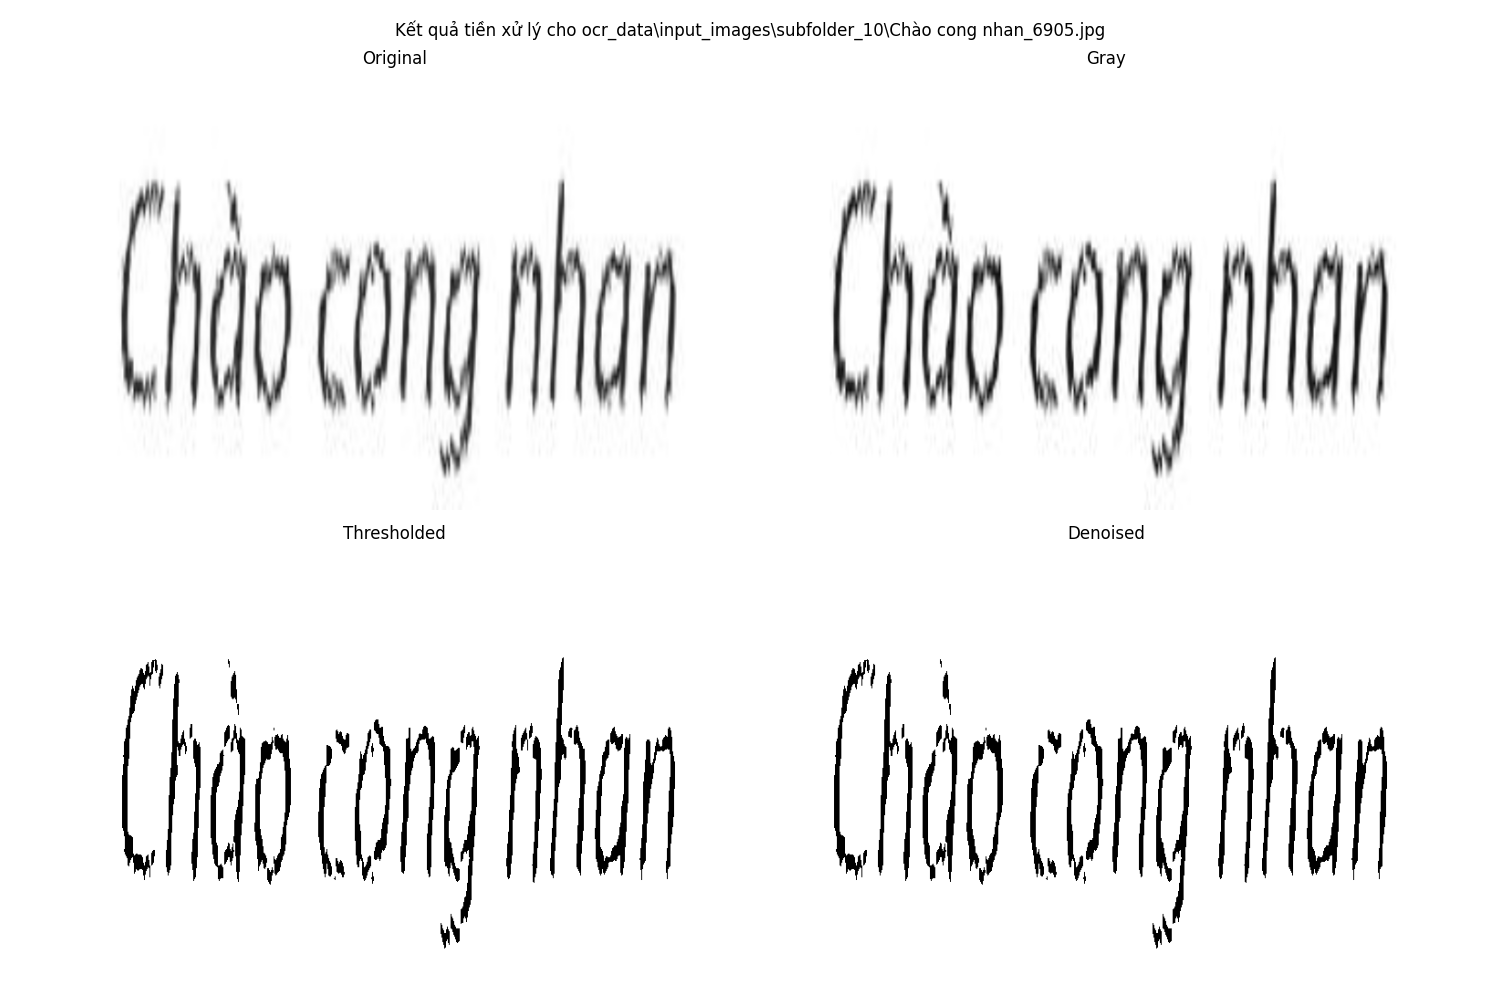 Kết quả tiền xử lý cho ocr_data\input_images\subfolder_10\Chào cong nhan_6905.jpg
Original
Gray
Chào cong nhan
Chào cong nhan
Thresholded
Denoised
Chào cong nhan
Chào cong nhan